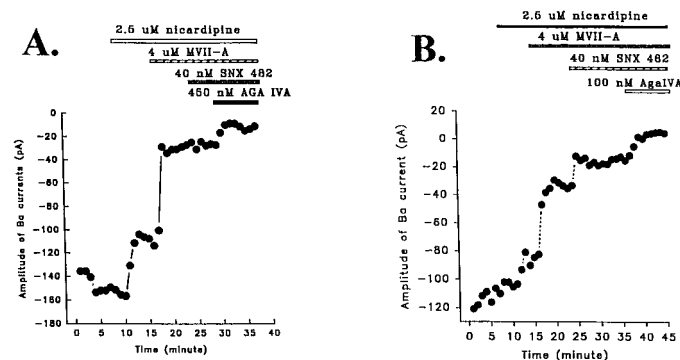 A.
2.5 uM nicardipine
4 uM MVII-A
40 nM SNX 482
450 nM AGA IVA
Amplitude of Ba currents (pA)
0
-20
-40
-60
-80
-100
-120
-140
-160
-180
0 5 10 15 20 25 30 35 40
Time (minute)
B.
2.5 uM nicardipine
4 uM MVII-A
40 nM SNX 482
100 nM AgaIVA
Amplitude of Ba current (pA)
20
0
-20
-40
-60
-80
-100
-120
0 5 10 15 20 25 30 35 40 45
Time (minute)